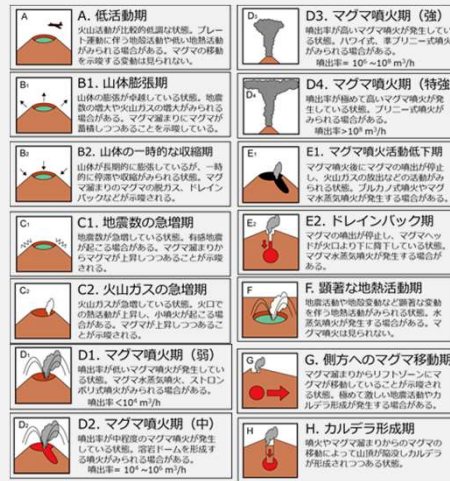 A
A. 低活動期
火山活動が比較的低調な状態。プレー
ト運動に伴う地殻活動や低い地熱活動
がみられる場合がある。マグマの移動
を示唆する変動は見られない。
B1
B1. 山体膨張期
山体の膨張が卓越している状態。地震
数の増大や火山ガスの増大がみられる
場合がある。マグマ溜まりにマグマが
蓄積しつつあることを示唆している。
B2
B2. 山体の一時的な収縮期
山体が長期的に膨張しているが、一時
的に停滞や収縮がみられる状態。マグ
マ溜まりのマグマの脱ガス、ドレイン
バックなどが示唆される。
C1
C1. 地震数の急増期
地震数が急増している状態。有感地震
が起こる場合がある。マグマ溜まりか
らマグマが上昇しつつあることが示唆
される。
C2
C2. 火山ガスの急増期
火山ガスが急増している状態。火口で
の熱活動が上昇し、小噴火が起こる場
合がある。マグマが上昇しつつあるこ
とが示唆される。
D1
D1. マグマ噴火期（弱）
噴出率が低いマグマ噴火が発生してい
る状態。マグマ水蒸気噴火、ストロン
ボリ式噴火がみられる場合がある。
噴出率<10⁴ m³/h
D2
D2. マグマ噴火期（中）
噴出率が中程度のマグマ噴火が発生
している状態。溶岩ドームを形成す
る噴火がみられる場合がある。
噴出率= 10⁴ ~10⁶ m³/h
D3
D3. マグマ噴火期（強）
噴出率が高いマグマ噴火が発生してい
る状態。ハワイ式、準プリニー式噴火
がみられる場合がある。
噴出率= 10⁶ ~10⁸ m³/h
D4
D4. マグマ噴火期（特強）
噴出率が極めて高いマグマ噴火が発
生している状態。プリニー式噴火が
みられる場合がある。
噴出率>10⁸ m³/h
E1
E1. マグマ噴火活動低下期
マグマ噴火後にマグマの噴出が停止
し、火山ガスの放出などの活動がみ
られる状態。ブルカノ式噴火やマグ
マ水蒸気噴火が発生する場合がある。
E2
E2. ドレインバック期
マグマの噴出が停止し、マグマヘッ
ドが火口より下に降下している状態。
マグマ水蒸気噴火が発生する場合が
ある。
F
F. 顕著な地熱活動期
地震活動や地殻変動など顕著な変動
を伴う地熱活動がみられる状態。水
蒸気噴火が発生する場合がある。マ
グマ噴火は見られない。
G
G. 側方へのマグマ移動期
マグマ溜まりからリフトゾーンにマ
グマが移動していることが示唆され
る状態。極めて激しい地震活動やカ
ルデラ形成が発生する場合がある。
H
H. カルデラ形成期
噴火やマグマ溜まりからのマグマの
移動によって山頂が陥没しカルデラ
が形成されつつある状態。